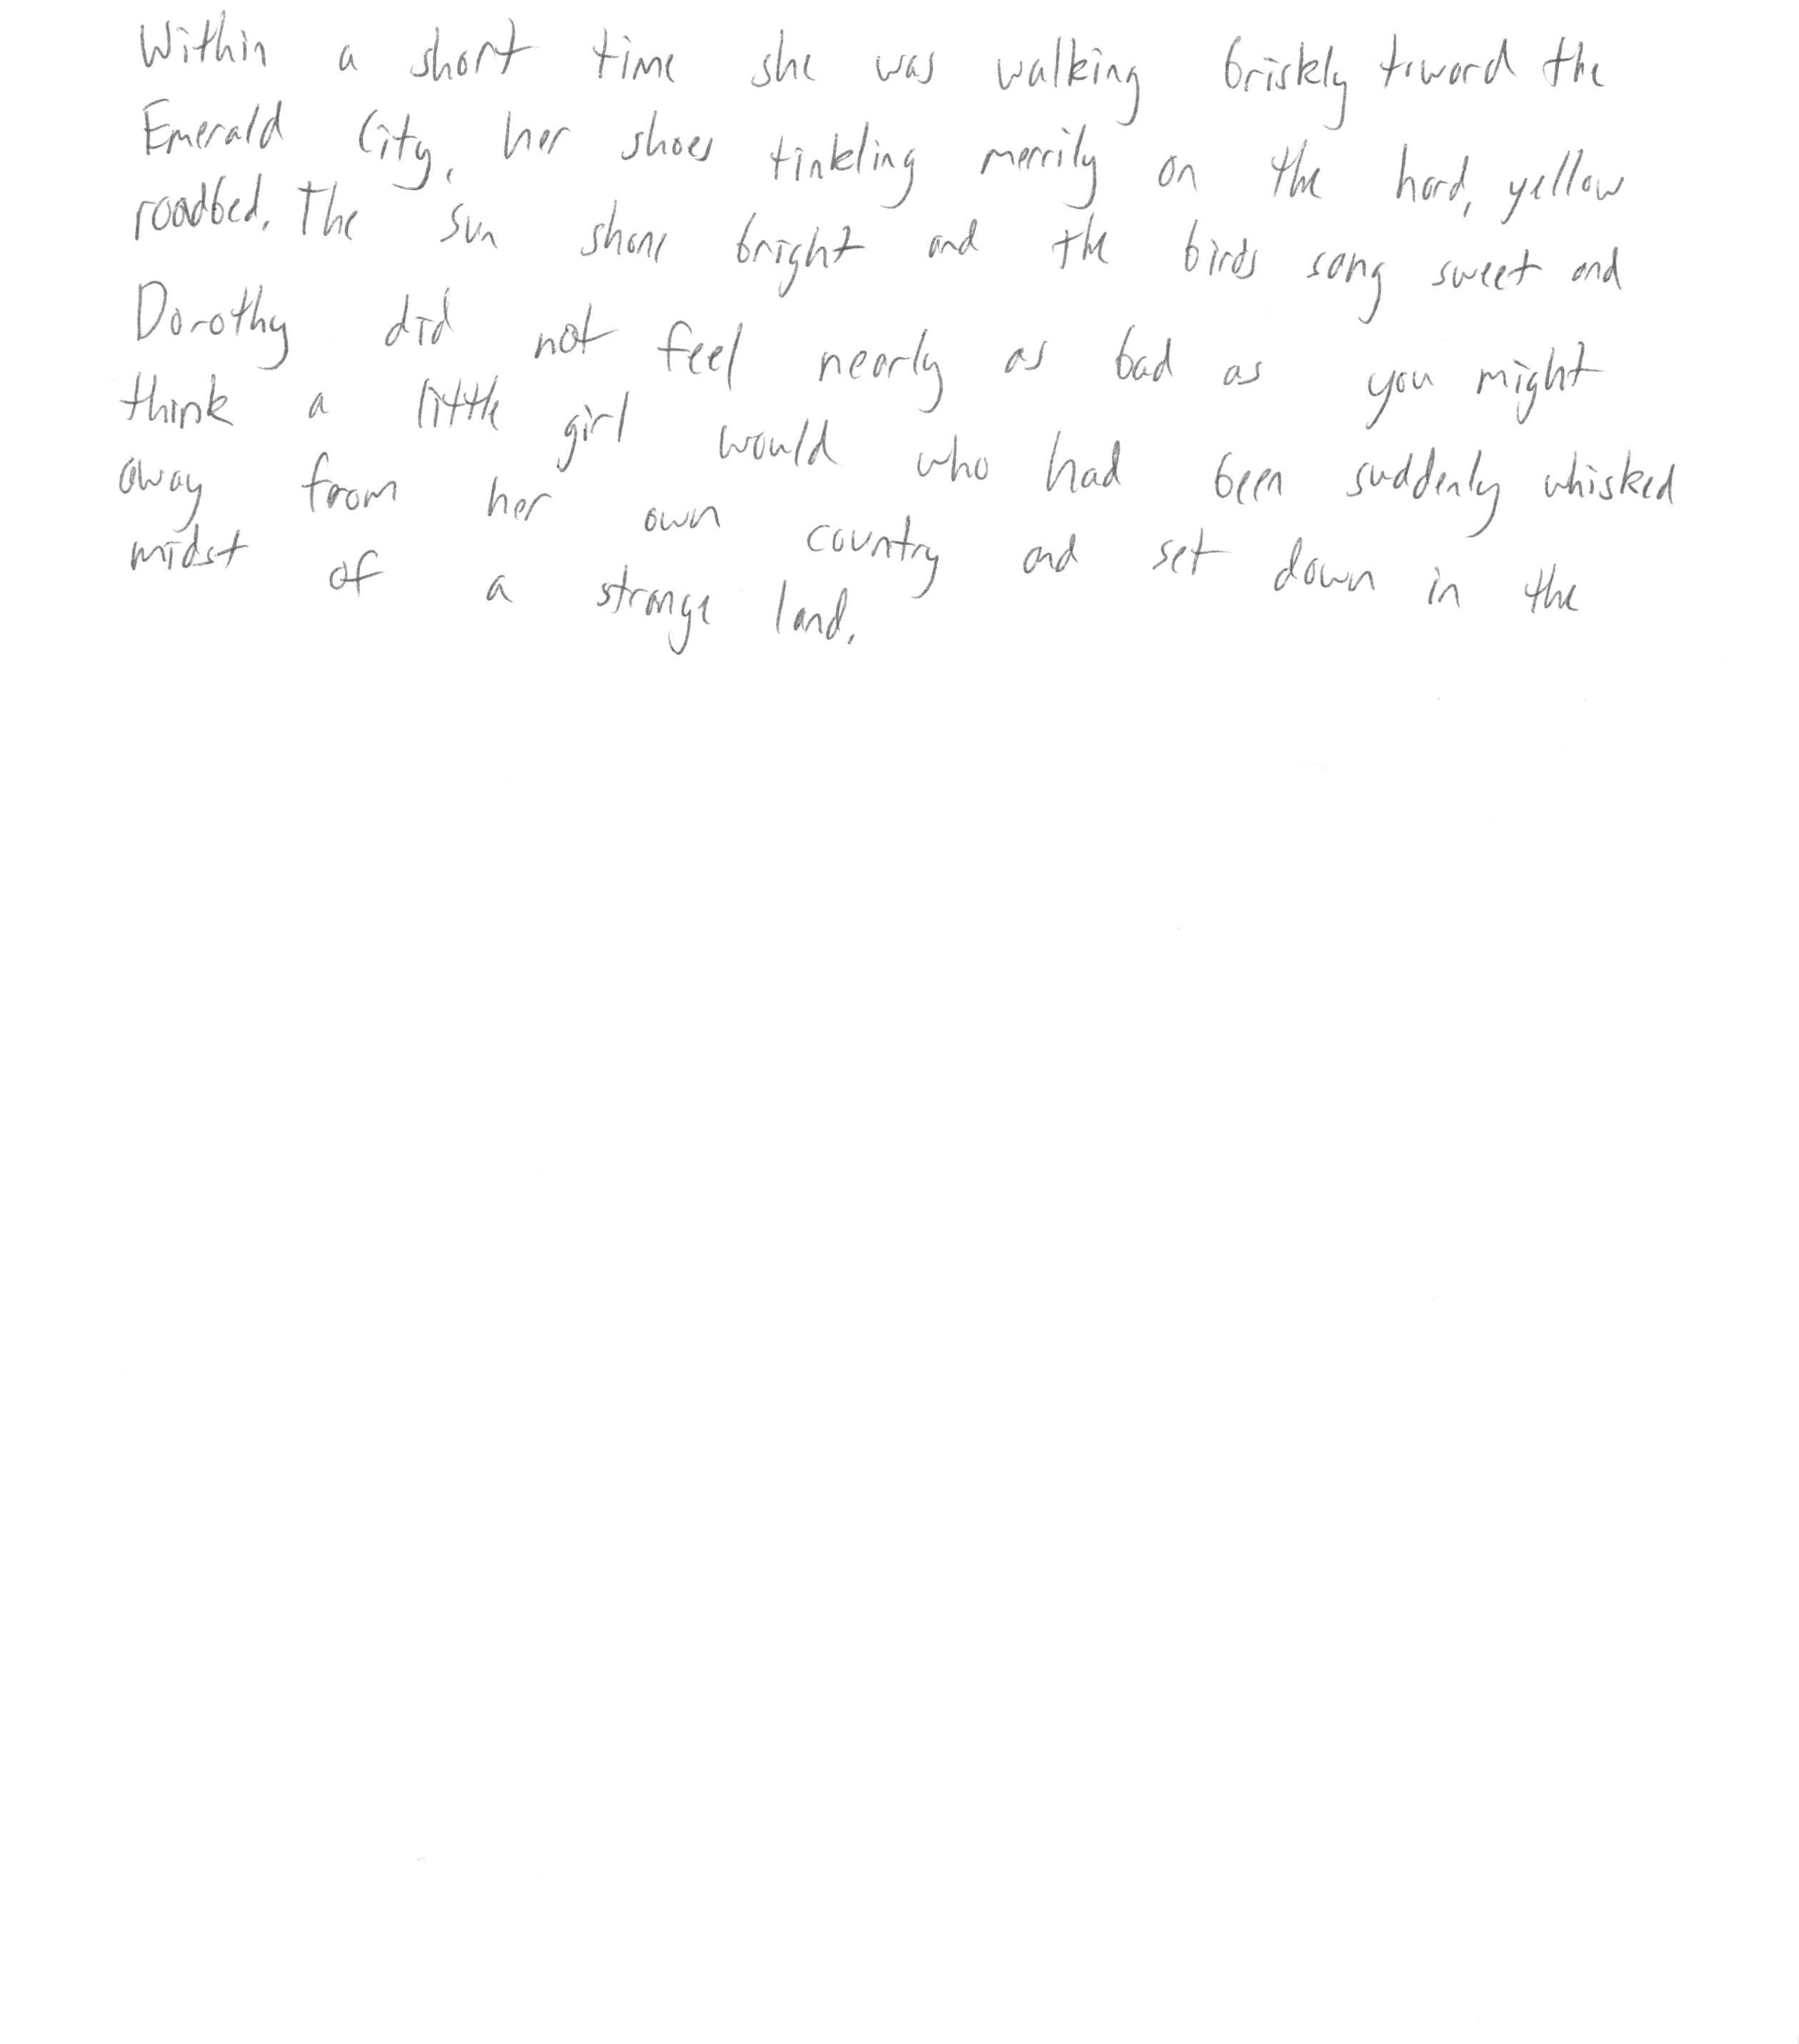 Within a short time she was walking briskly toward the
Emerald City, her shoes tinkling merrily on the hard, yellow
roadbed. The sun shone bright and the birds sang sweet and
Dorothy did not feel nearly as bad as you might
think a little girl would who had been suddenly whisked
away from her own country and set down in the
midst of a strange land.